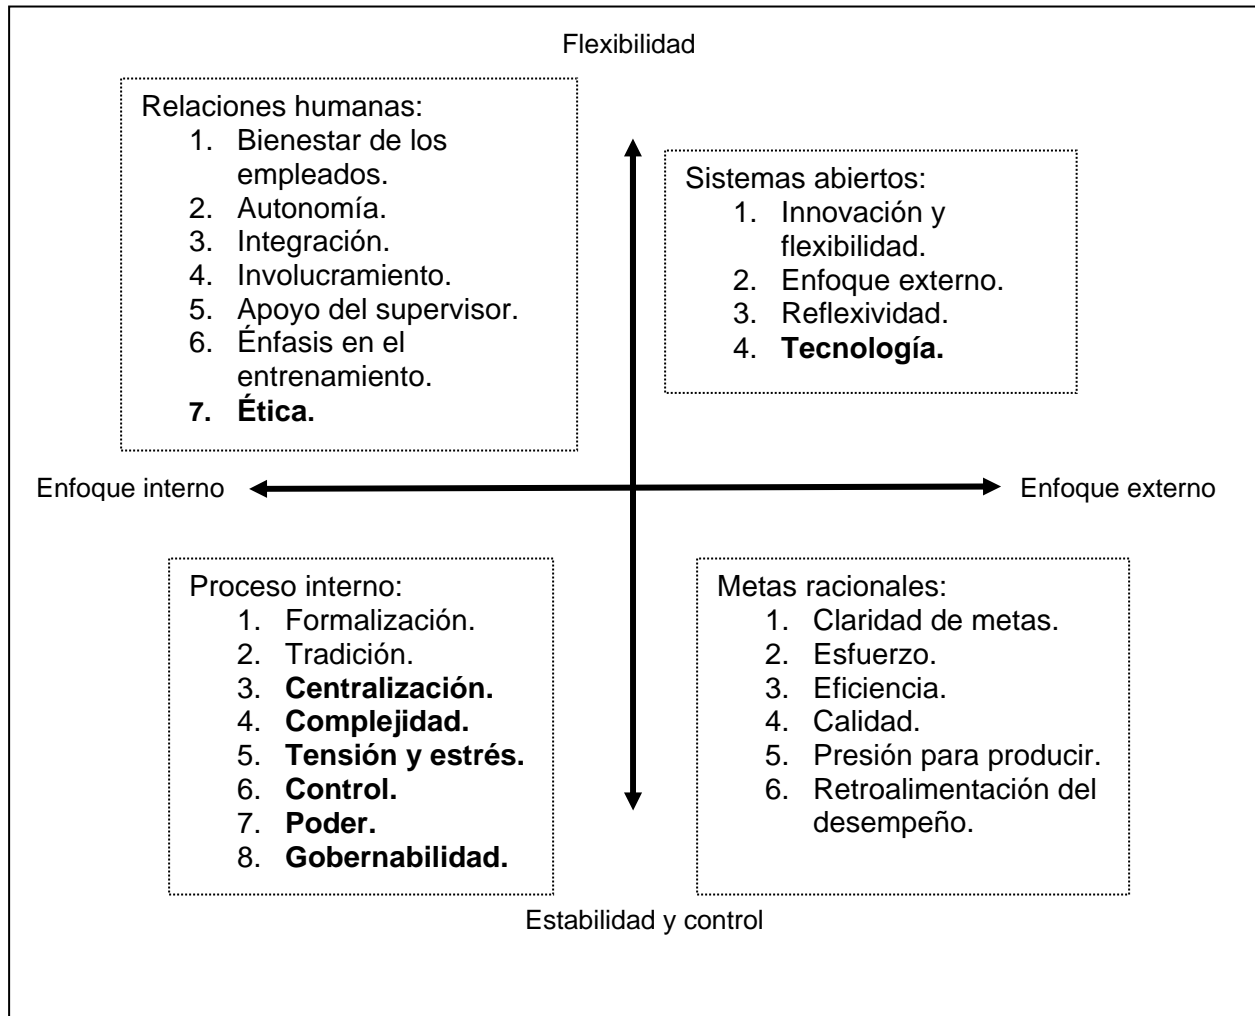 Flexibilidad
Relaciones humanas:
1. Bienestar de los
empleados.
2. Autonomía.
3. Integración.
4. Involucramiento.
5. Apoyo del supervisor.
6. Énfasis en el
entrenamiento.
7. Ética.
Sistemas abiertos:
1. Innovación y
flexibilidad.
2. Enfoque externo.
3. Reflexividad.
4. Tecnología.
Enfoque interno
Enfoque externo
Proceso interno:
1. Formalización.
2. Tradición.
3. Centralización.
4. Complejidad.
5. Tensión y estrés.
6. Control.
7. Poder.
8. Gobernabilidad.
Metas racionales:
1. Claridad de metas.
2. Esfuerzo.
3. Eficiencia.
4. Calidad.
5. Presión para producir.
6. Retroalimentación del
desempeño.
Estabilidad y control